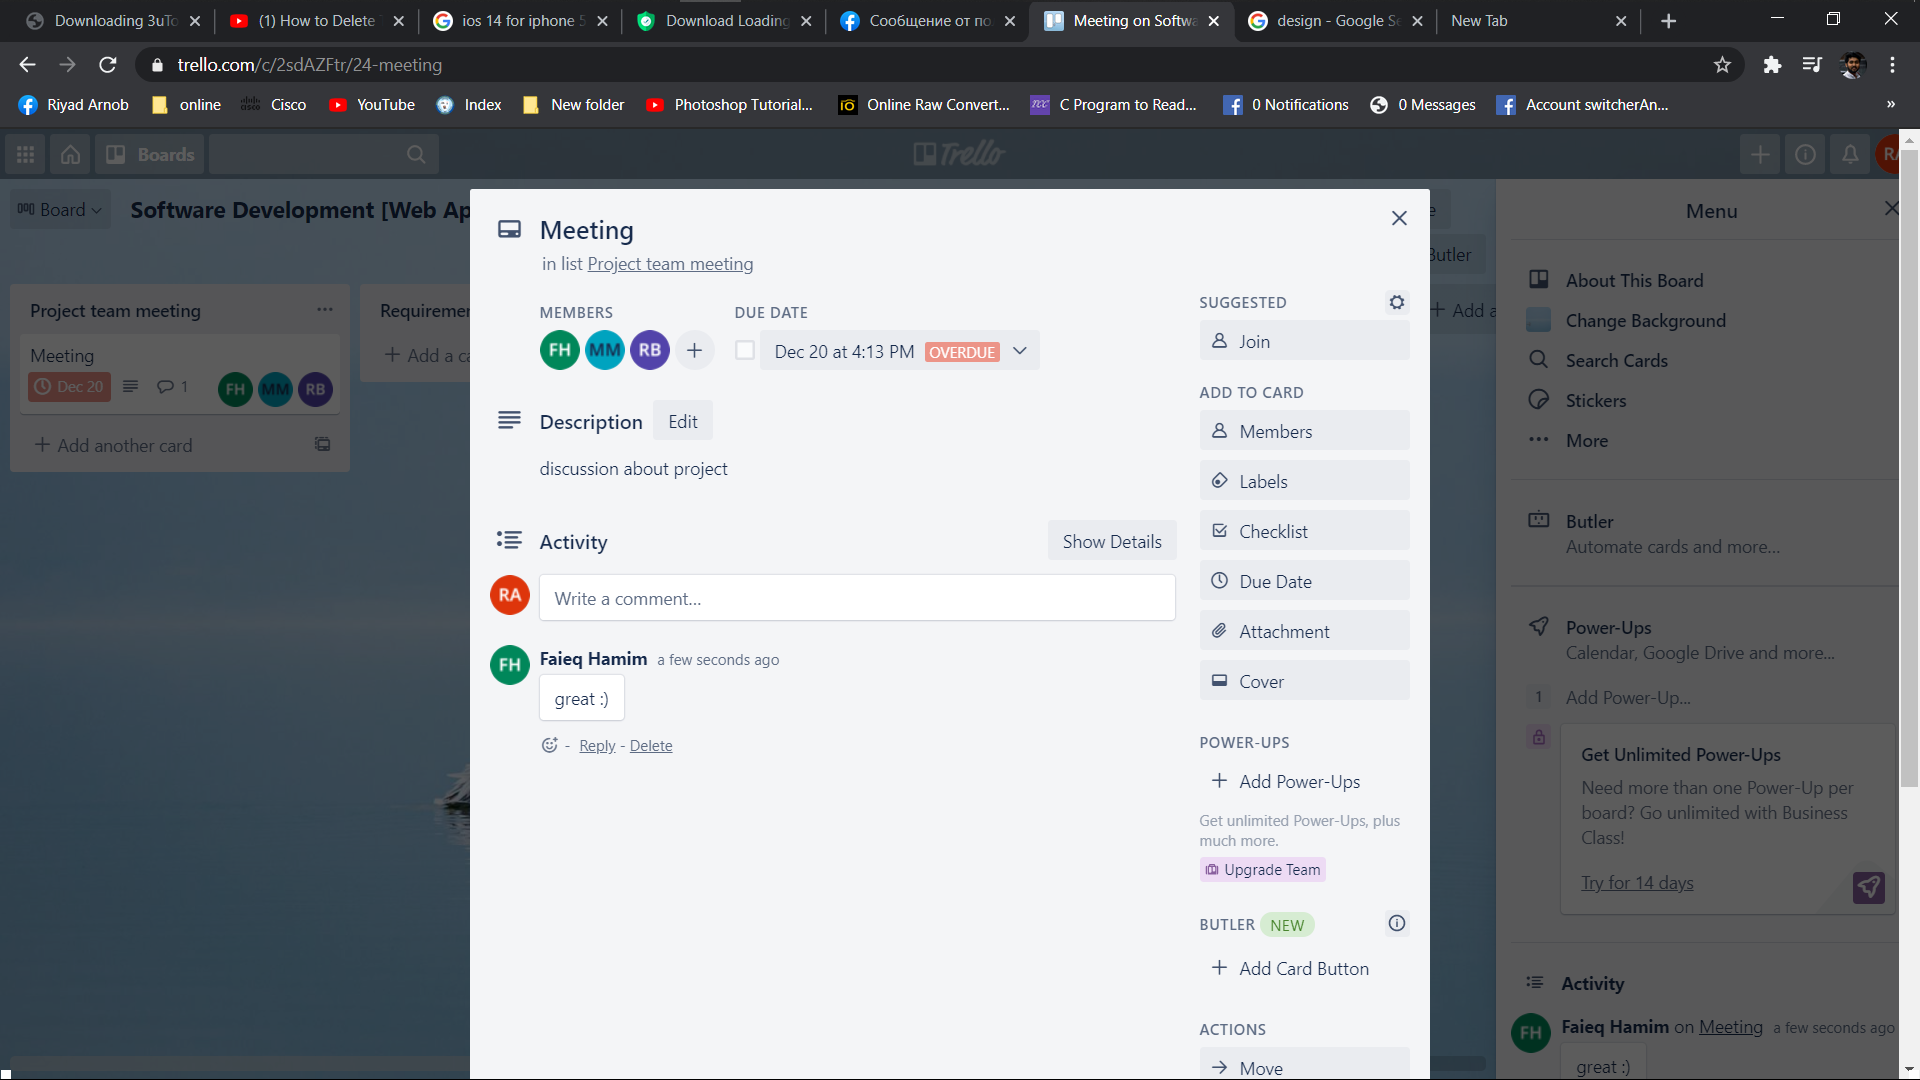 Downloading 3uTo
(1) How to Delete
ios 14 for iphone 5
Download Loading
Сообщение от по
Meeting on Softwa
design - Google Se
New Tab
trello.com/c/2sdAZFtr/24-meeting
Riyad Arnob
online
Cisco
YouTube
Index
New folder
Photoshop Tutorial...
Online Raw Convert...
C Program to Read...
0 Notifications
0 Messages
Account switcherAn...
»
Boards
Trello
RA
Board
Software Development [Web Ap
Butler
Menu
Project team meeting
Requiremen
Meeting
Dec 20
1
FH MM RB
+ Add another card
+ Add a ca
+ Add a
Meeting
in list Project team meeting
MEMBERS
DUE DATE
FH MM RB +
Dec 20 at 4:13 PM OVERDUE
Description
Edit
discussion about project
Activity
Show Details
RA
Write a comment...
FH
Faieq Hamim a few seconds ago
great :)
- Reply - Delete
SUGGESTED
Join
ADD TO CARD
Members
Labels
Checklist
Due Date
Attachment
Cover
POWER-UPS
+ Add Power-Ups
Get unlimited Power-Ups, plus
much more.
Upgrade Team
BUTLER NEW
+ Add Card Button
ACTIONS
→ Move
About This Board
Change Background
Search Cards
Stickers
More
Butler
Automate cards and more...
Power-Ups
Calendar, Google Drive and more...
1
Add Power-Up...
Get Unlimited Power-Ups
Need more than one Power-Up per
board? Go unlimited with Business
Class!
Try for 14 days
Activity
FH
Faieq Hamim on Meeting a few seconds ago
great :)